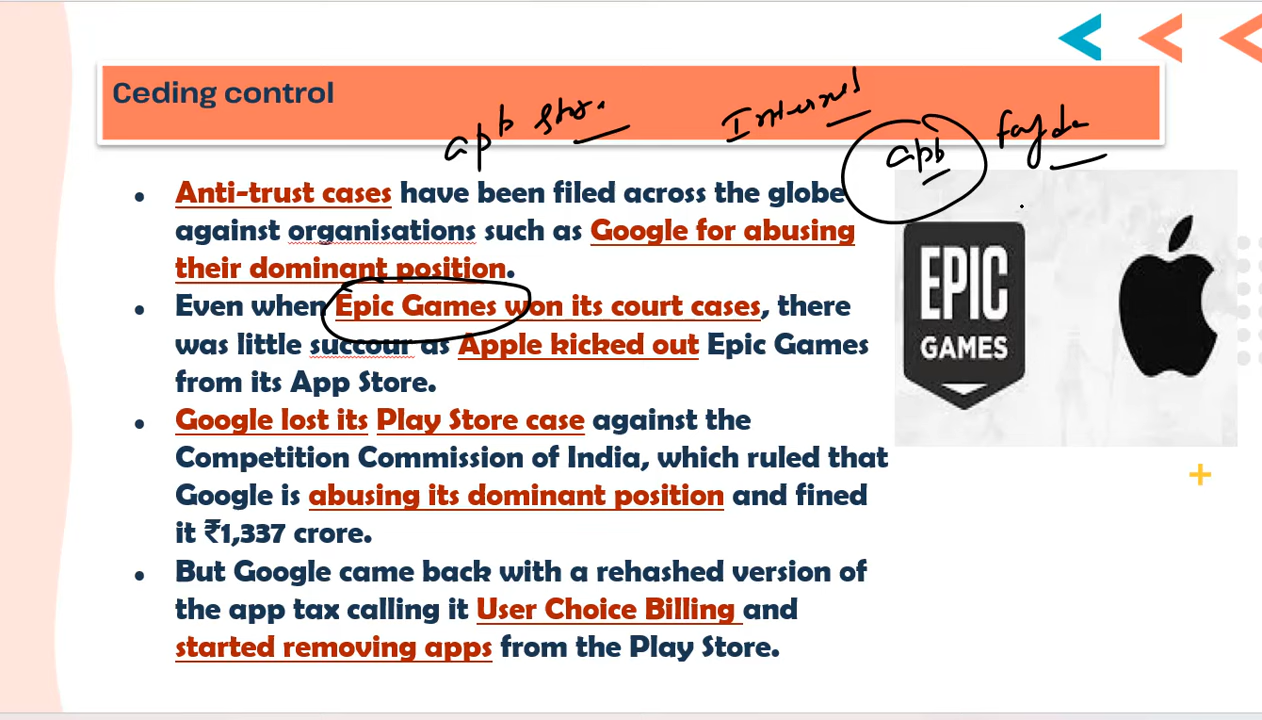 Ceding control
app sto.
Internet
app
fayda
• Anti-trust cases have been filed across the globe
against organisations such as Google for abusing
their dominant position.
• Even when Epic Games won its court cases, there
was little succour as Apple kicked out Epic Games
from its App Store.
• Google lost its Play Store case against the
Competition Commission of India, which ruled that
Google is abusing its dominant position and fined
it ₹1,337 crore.
• But Google came back with a rehashed version of
the app tax calling it User Choice Billing and
started removing apps from the Play Store.
EPIC
GAMES